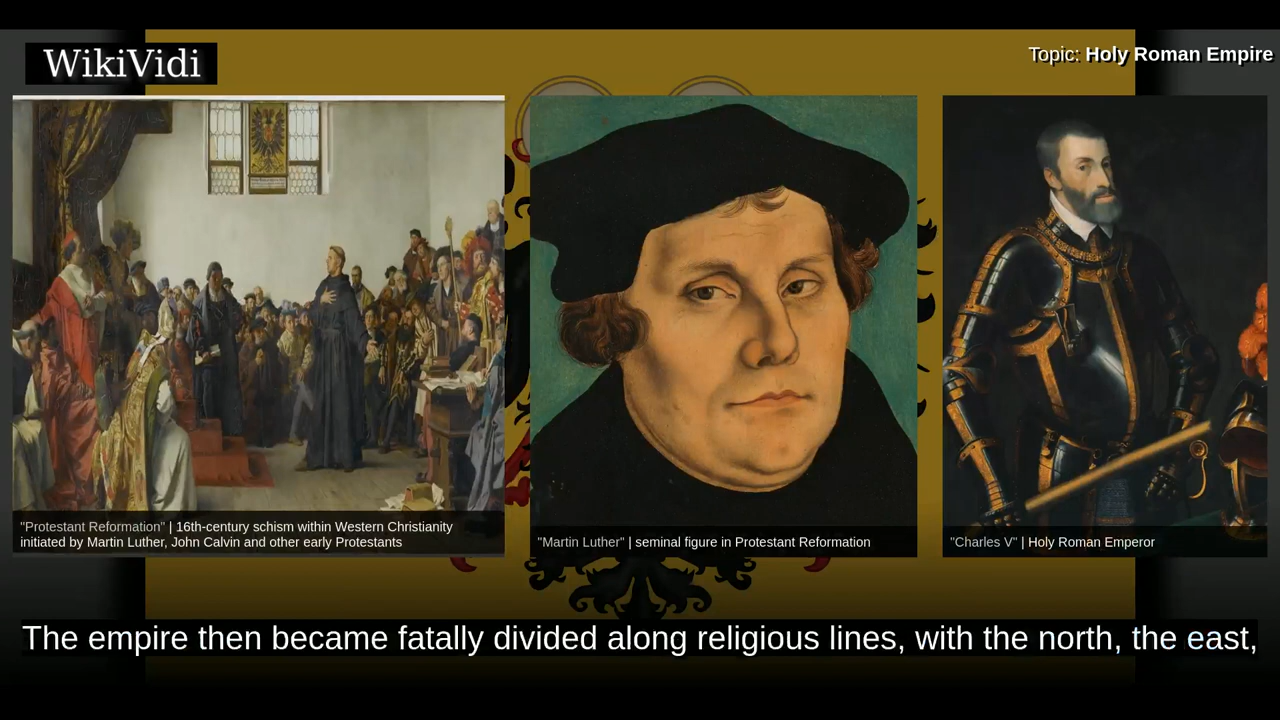 WikiVidi
Topic: Holy Roman Empire
"Protestant Reformation" | 16th-century schism within Western Christianity
initiated by Martin Luther, John Calvin and other early Protestants
"Martin Luther" | seminal figure in Protestant Reformation
"Charles V" | Holy Roman Emperor
The empire then became fatally divided along religious lines, with the north, the east,